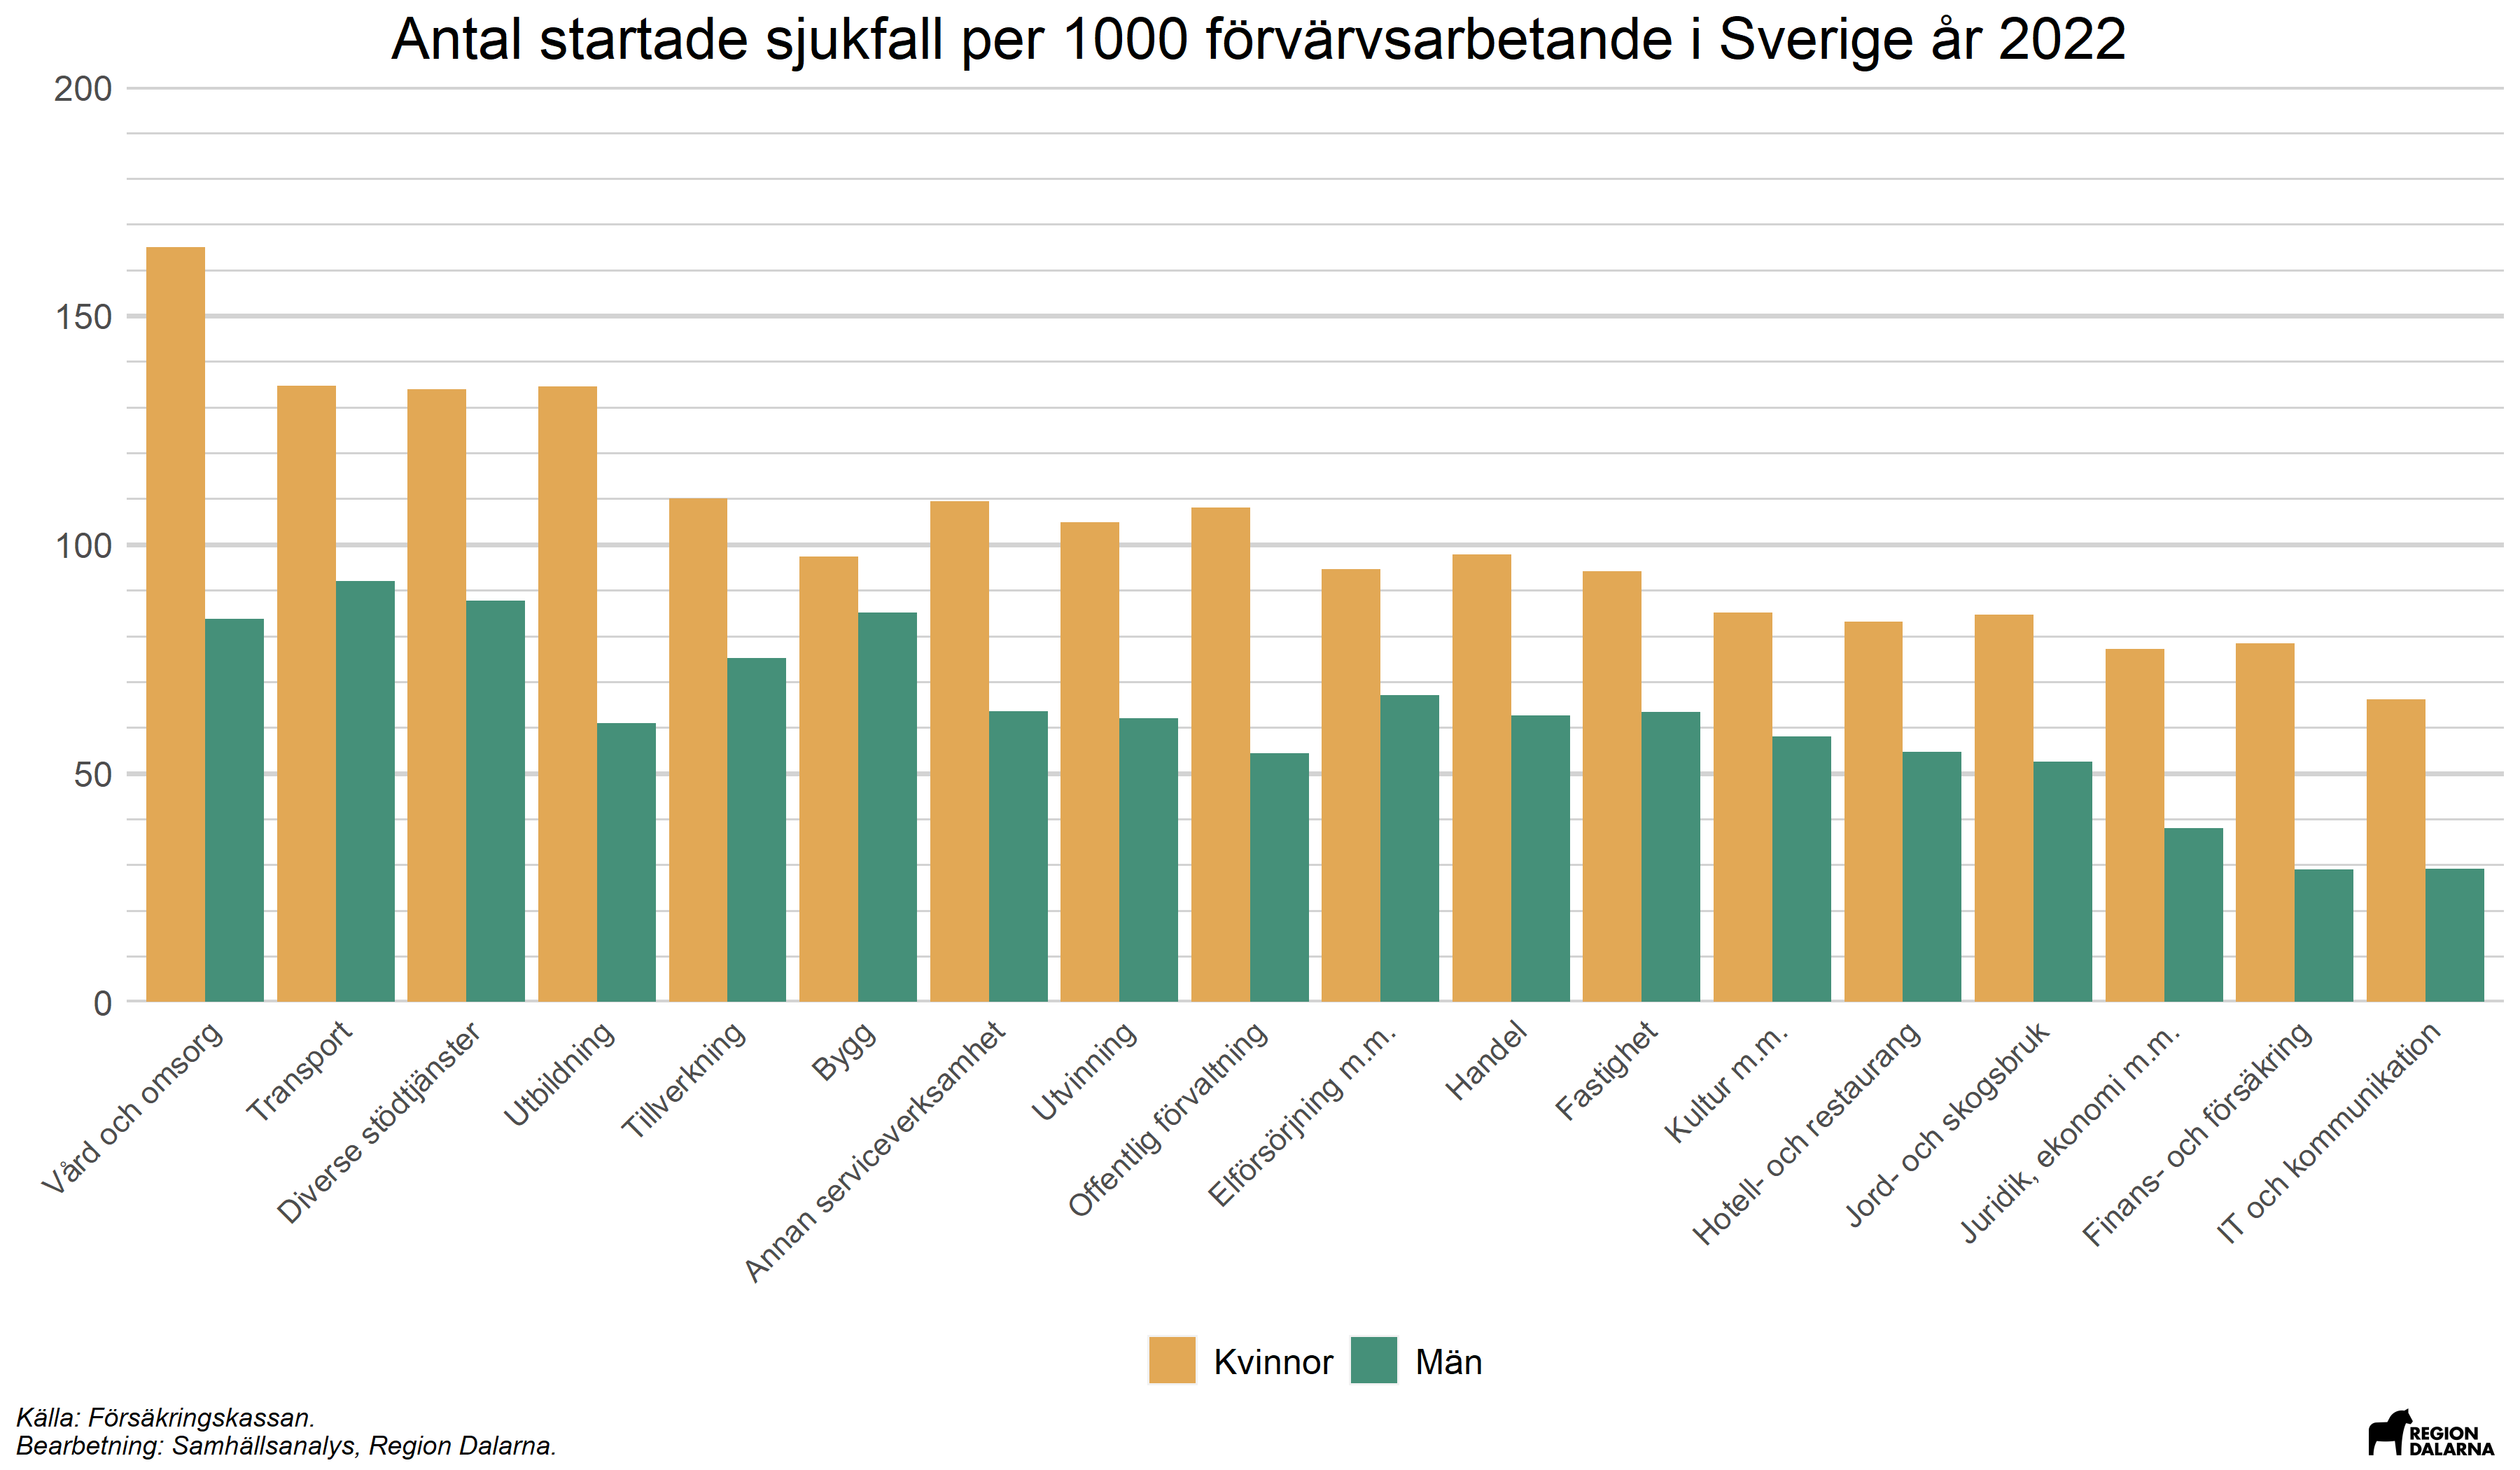 Antal startade sjukfall per 1000 förvärvsarbetande i Sverige år 2022
200
150
100
50
0
Vård och omsorg
Transport
Diverse stödtjänster
Utbildning
Tillverkning
Bygg
Annan serviceverksamhet
Utvinning
Offentlig förvaltning
Elförsörjning m.m.
Handel
Fastighet
Kultur m.m.
Hotell- och restaurang
Jord- och skogsbruk
Juridik, ekonomi m.m.
Finans- och försäkring
IT och kommunikation
Kvinnor
Män
Källa: Försäkringskassan.
Bearbetning: Samhällsanalys, Region Dalarna.
REGION
DALARNA